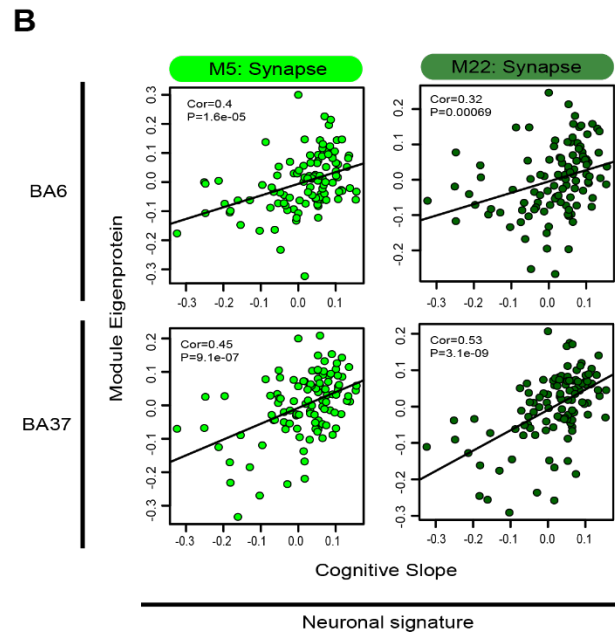 B
M5: Synapse
M22: Synapse
BA6
BA37
Module Eigenprotein
Cor=0.4
P=1.6e-05
0.3
0.2
0.1
0.0
-0.1
-0.2
-0.3
-0.3 -0.2 -0.1 0.0 0.1
Cor=0.32
P=0.00069
0.2
0.1
0.0
-0.1
-0.2
-0.3 -0.2 -0.1 0.0 0.1
Cor=0.45
P=9.1e-07
0.2
0.1
0.0
-0.1
-0.2
-0.3
-0.3 -0.2 -0.1 0.0 0.1
Cor=0.53
P=3.1e-09
0.2
0.1
0.0
-0.1
-0.2
-0.3
-0.3 -0.2 -0.1 0.0 0.1
Cognitive Slope
Neuronal signature